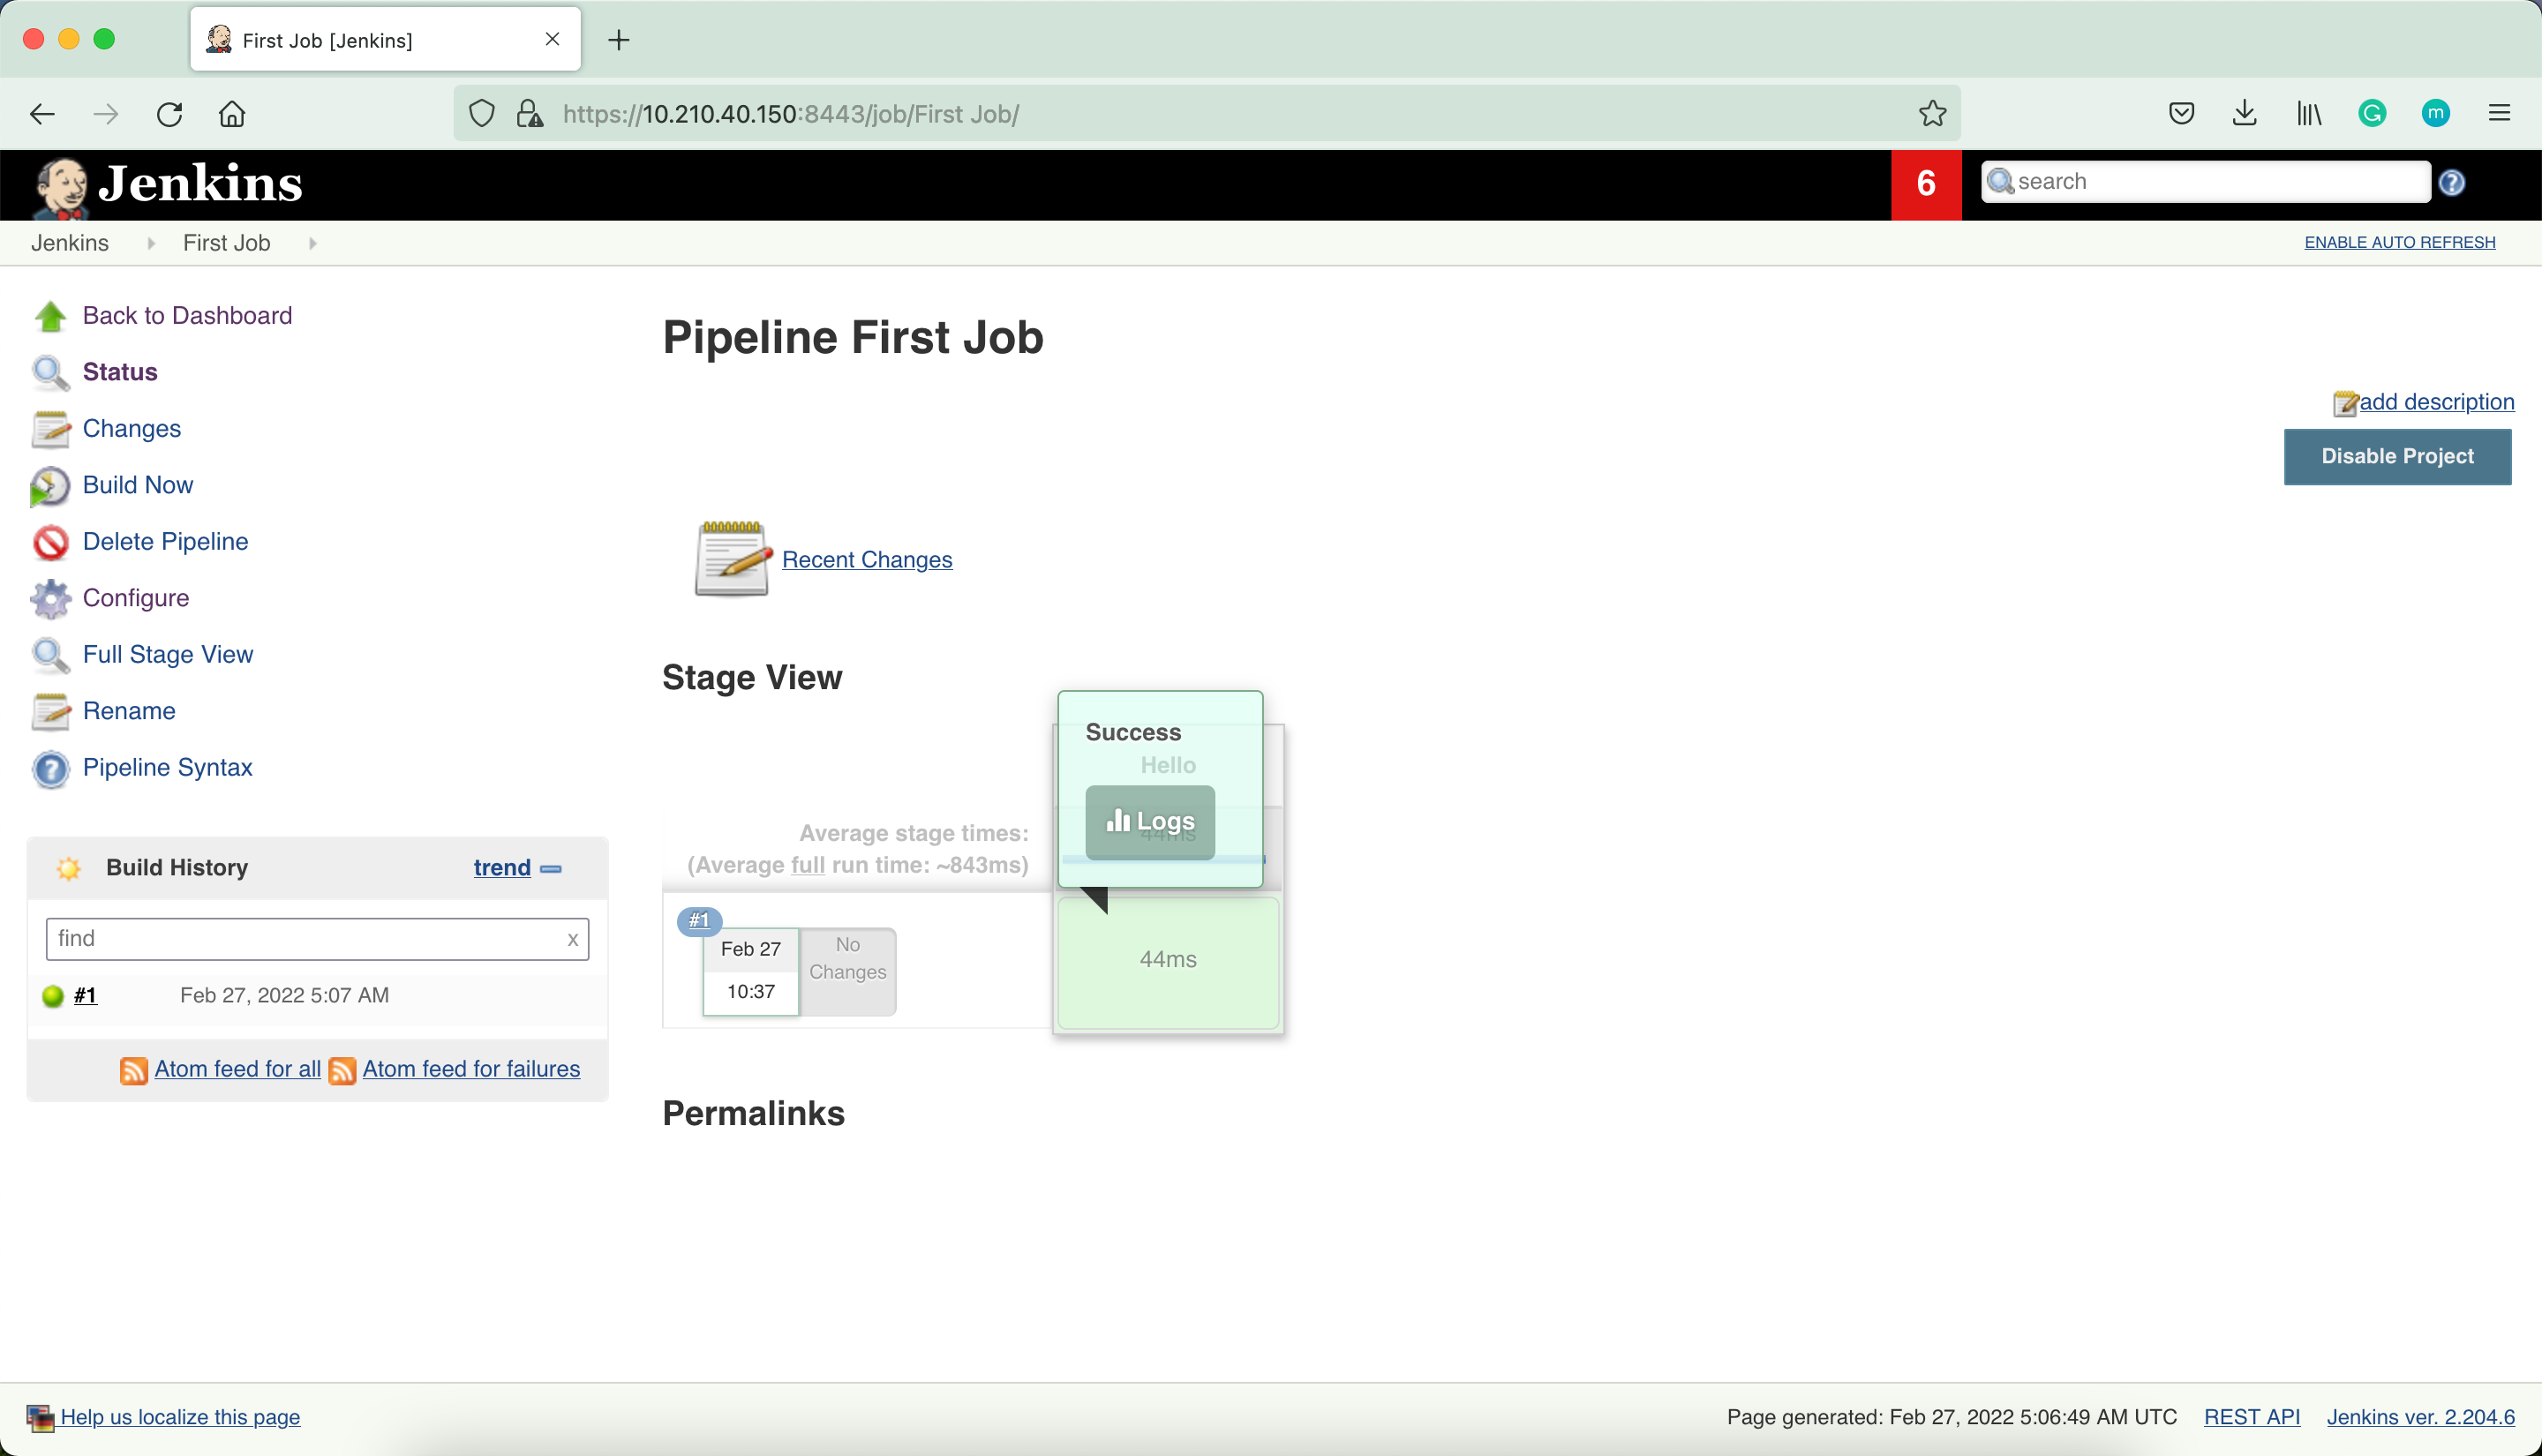 First Job [Jenkins]
https://10.210.40.150:8443/job/First Job/
m
Jenkins
6
search
Jenkins
First Job
ENABLE AUTO REFRESH
Back to Dashboard
Status
Changes
Build Now
Delete Pipeline
Configure
Full Stage View
Rename
Pipeline Syntax
Build History
trend
find
x
#1
Feb 27, 2022 5:07 AM
Atom feed for all
Atom feed for failures
Pipeline First Job
add description
Disable Project
Recent Changes
Stage View
Success
Hello
Logs
44ms
Average stage times:
(Average full run time: ~843ms)
#1
Feb 27
10:37
No
Changes
44ms
Permalinks
Help us localize this page
Page generated: Feb 27, 2022 5:06:49 AM UTC
REST API
Jenkins ver. 2.204.6